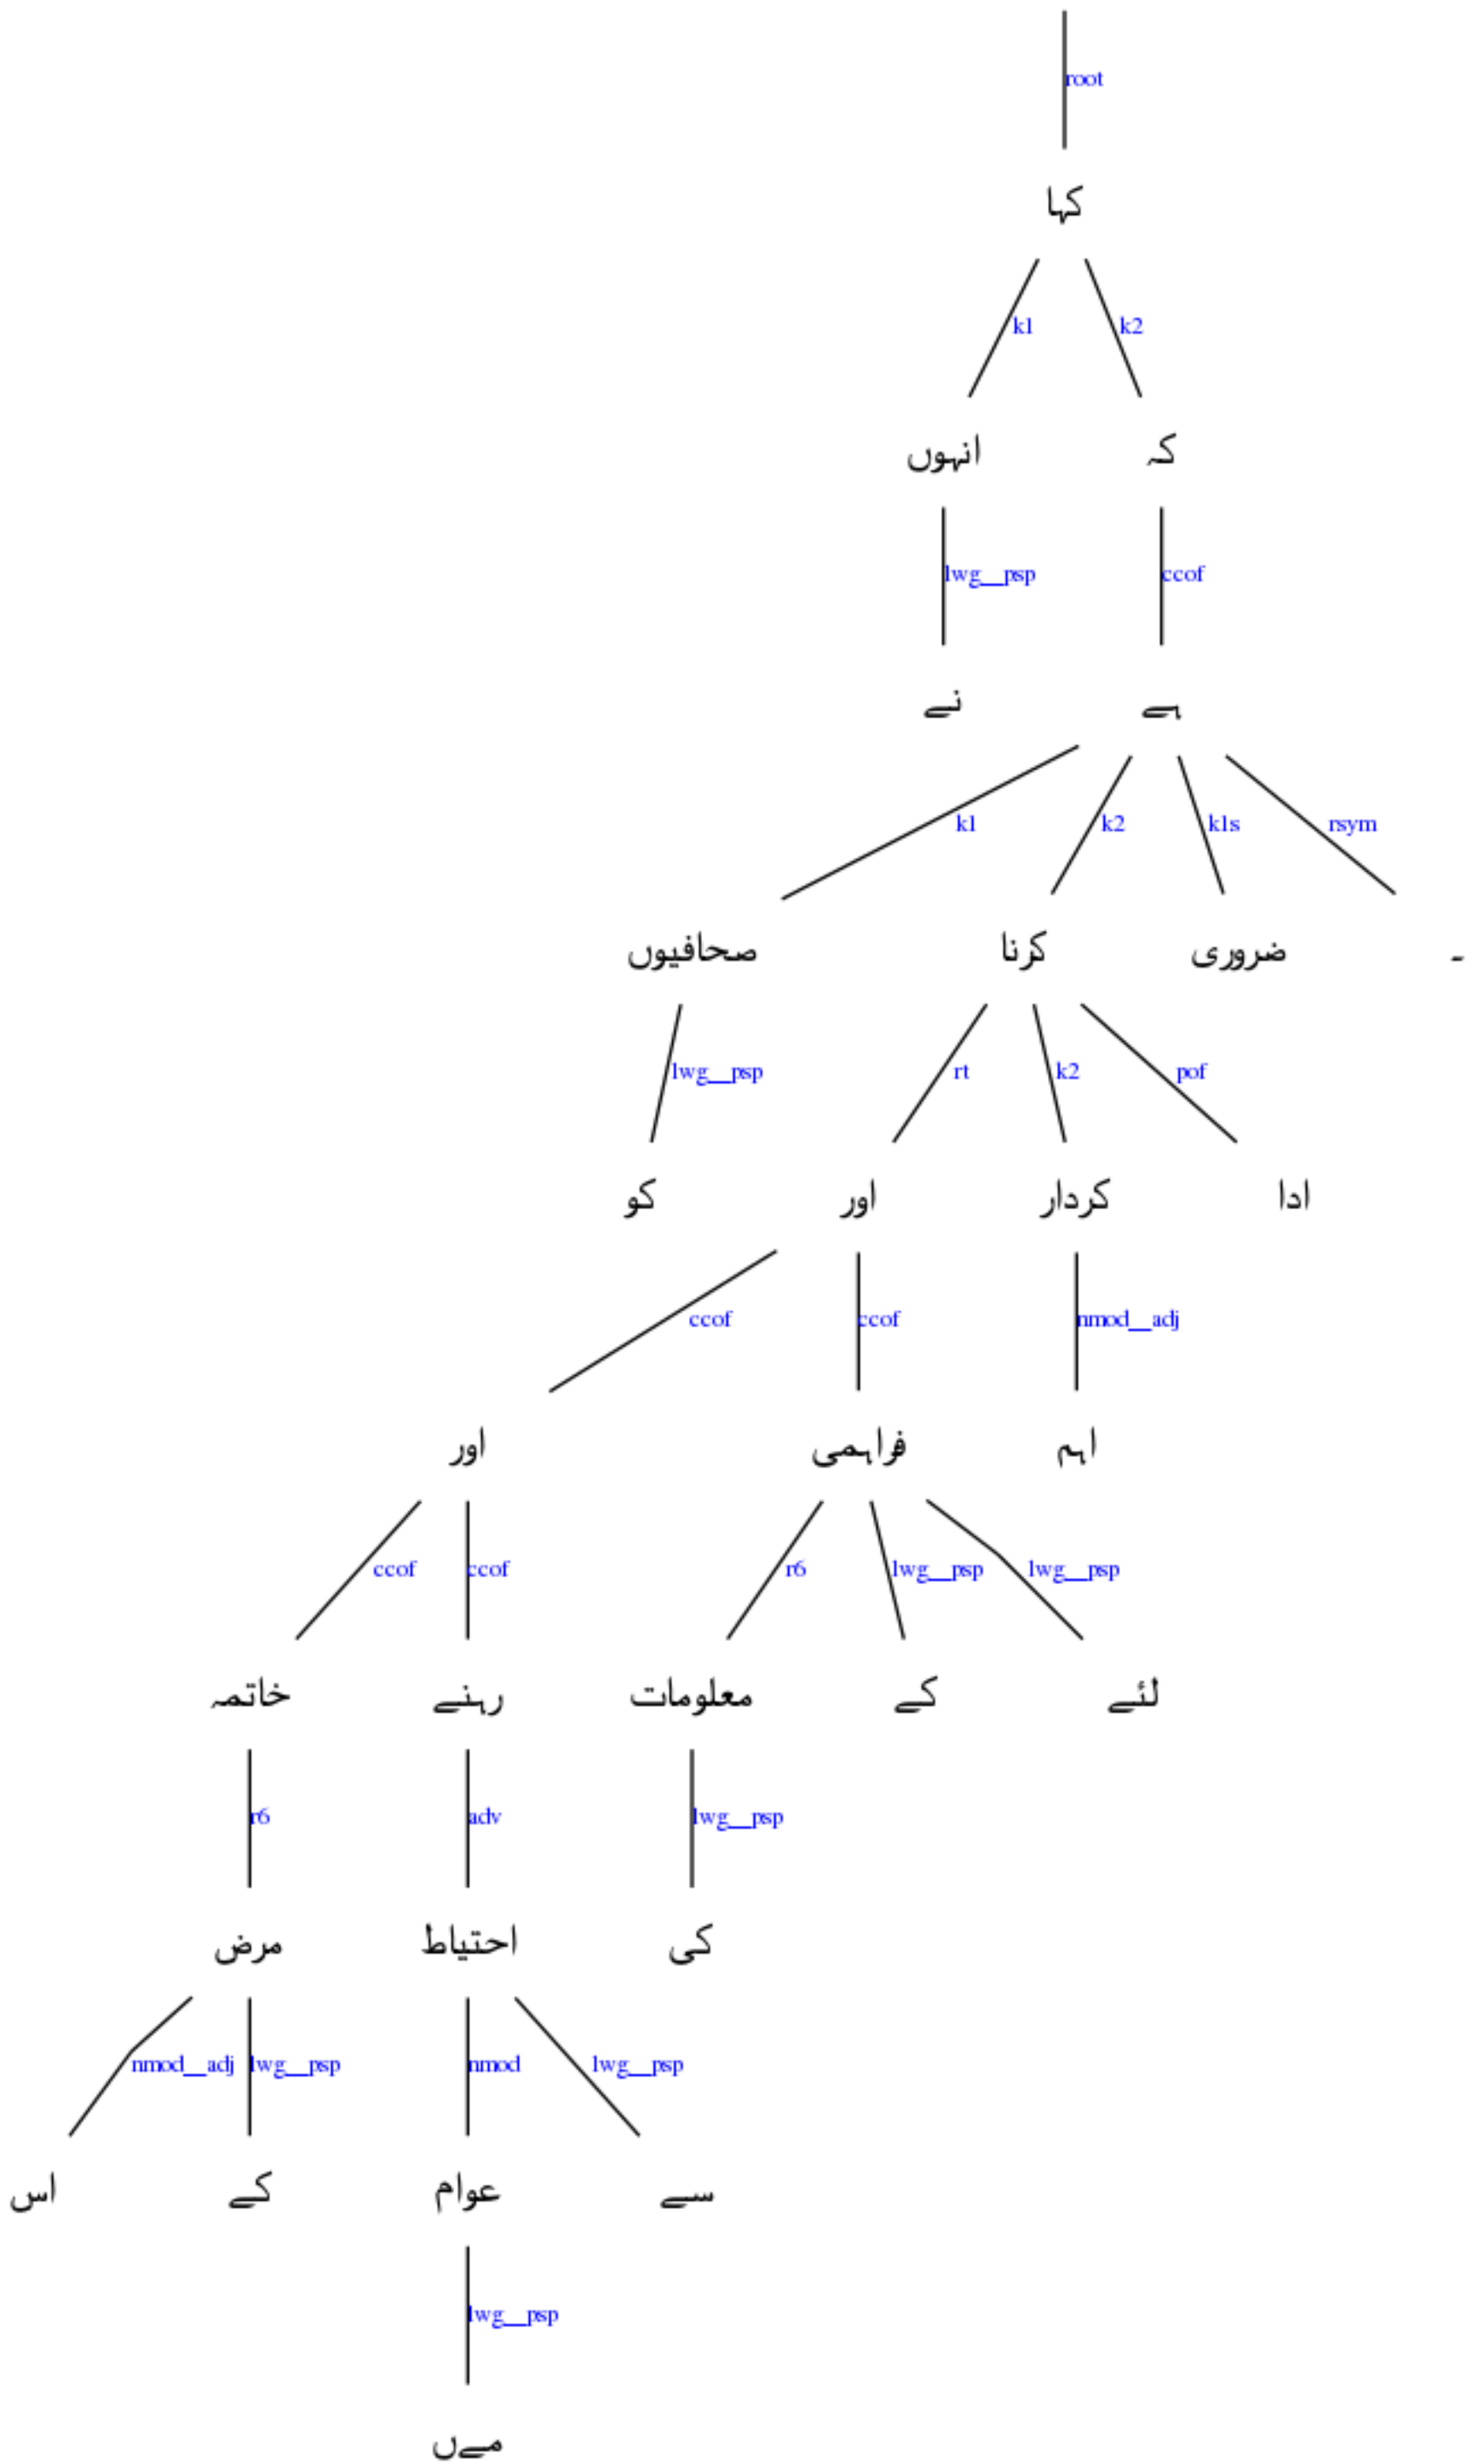 root
کہا
k1 k2
انہوں کہ
lwg__psp ccof
نے ہے
k1 k2 k1s rsym
صحافیوں کرنا ضروری ۔
lwg__psp rt k2 pof
کو اور کردار ادا
ccof ccof nmod__adj
اور فراہمی اہم
ccof ccof r6 lwg__psp lwg__psp
خاتمہ رہنے معلومات کے لئے
r6 adv lwg__psp
مرض احتیاط کی
nmod__adj lwg__psp nmod lwg__psp
اس کے عوام سے
lwg__psp
مےں